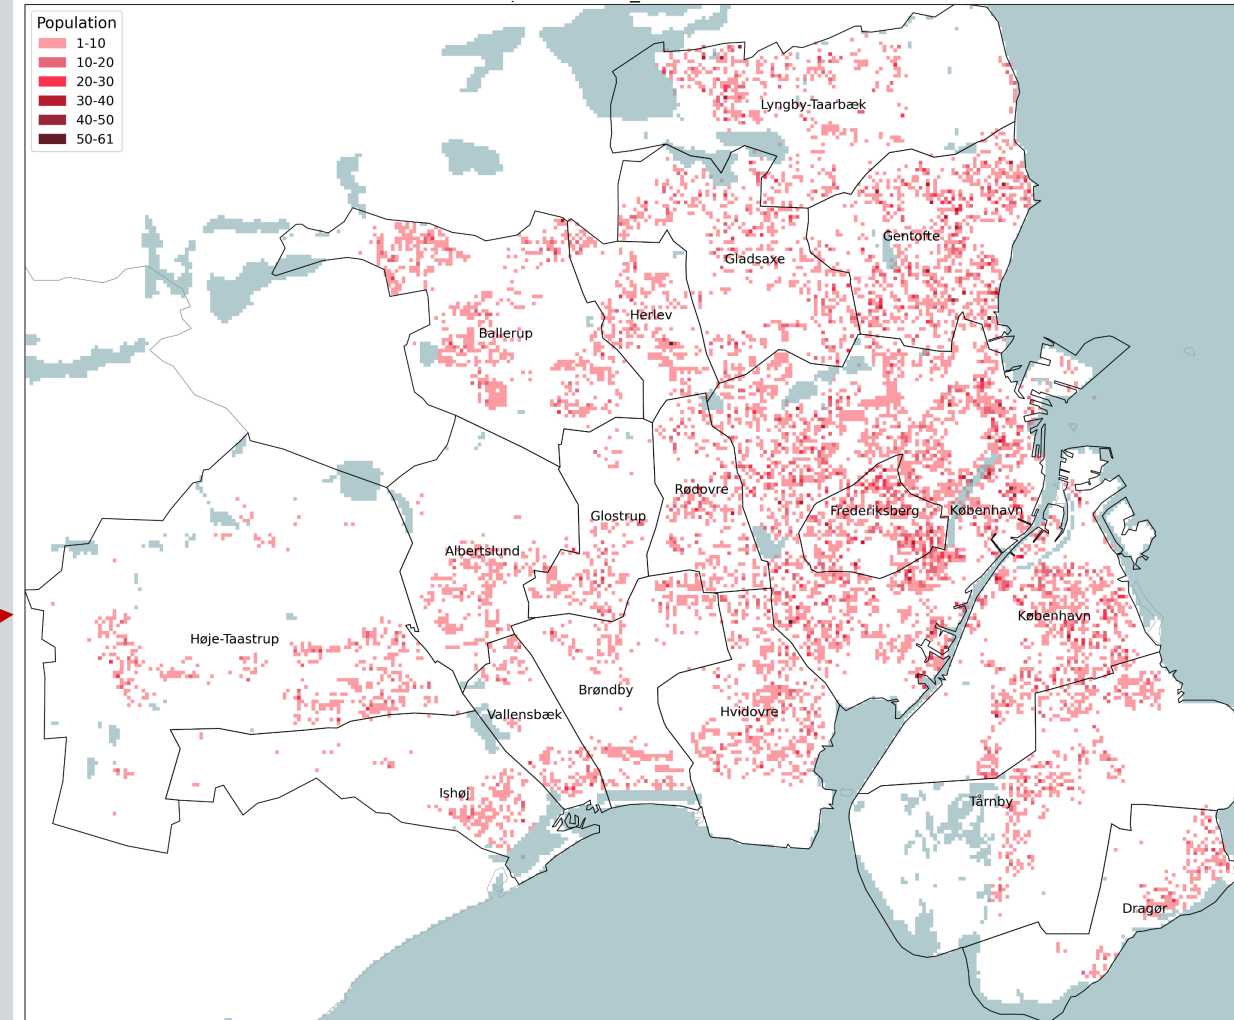 Population
1-10
10-20
20-30
30-40
40-50
50-61
Lyngby-Taarbæk
Gentofte
Gladsaxe
Herlev
Ballerup
Rødovre
Frederiksberg
København
Glostrup
Albertslund
København
Høje-Taastrup
Brøndby
Hvidovre
Vallensbæk
Ishøj
Tårnby
Dragør